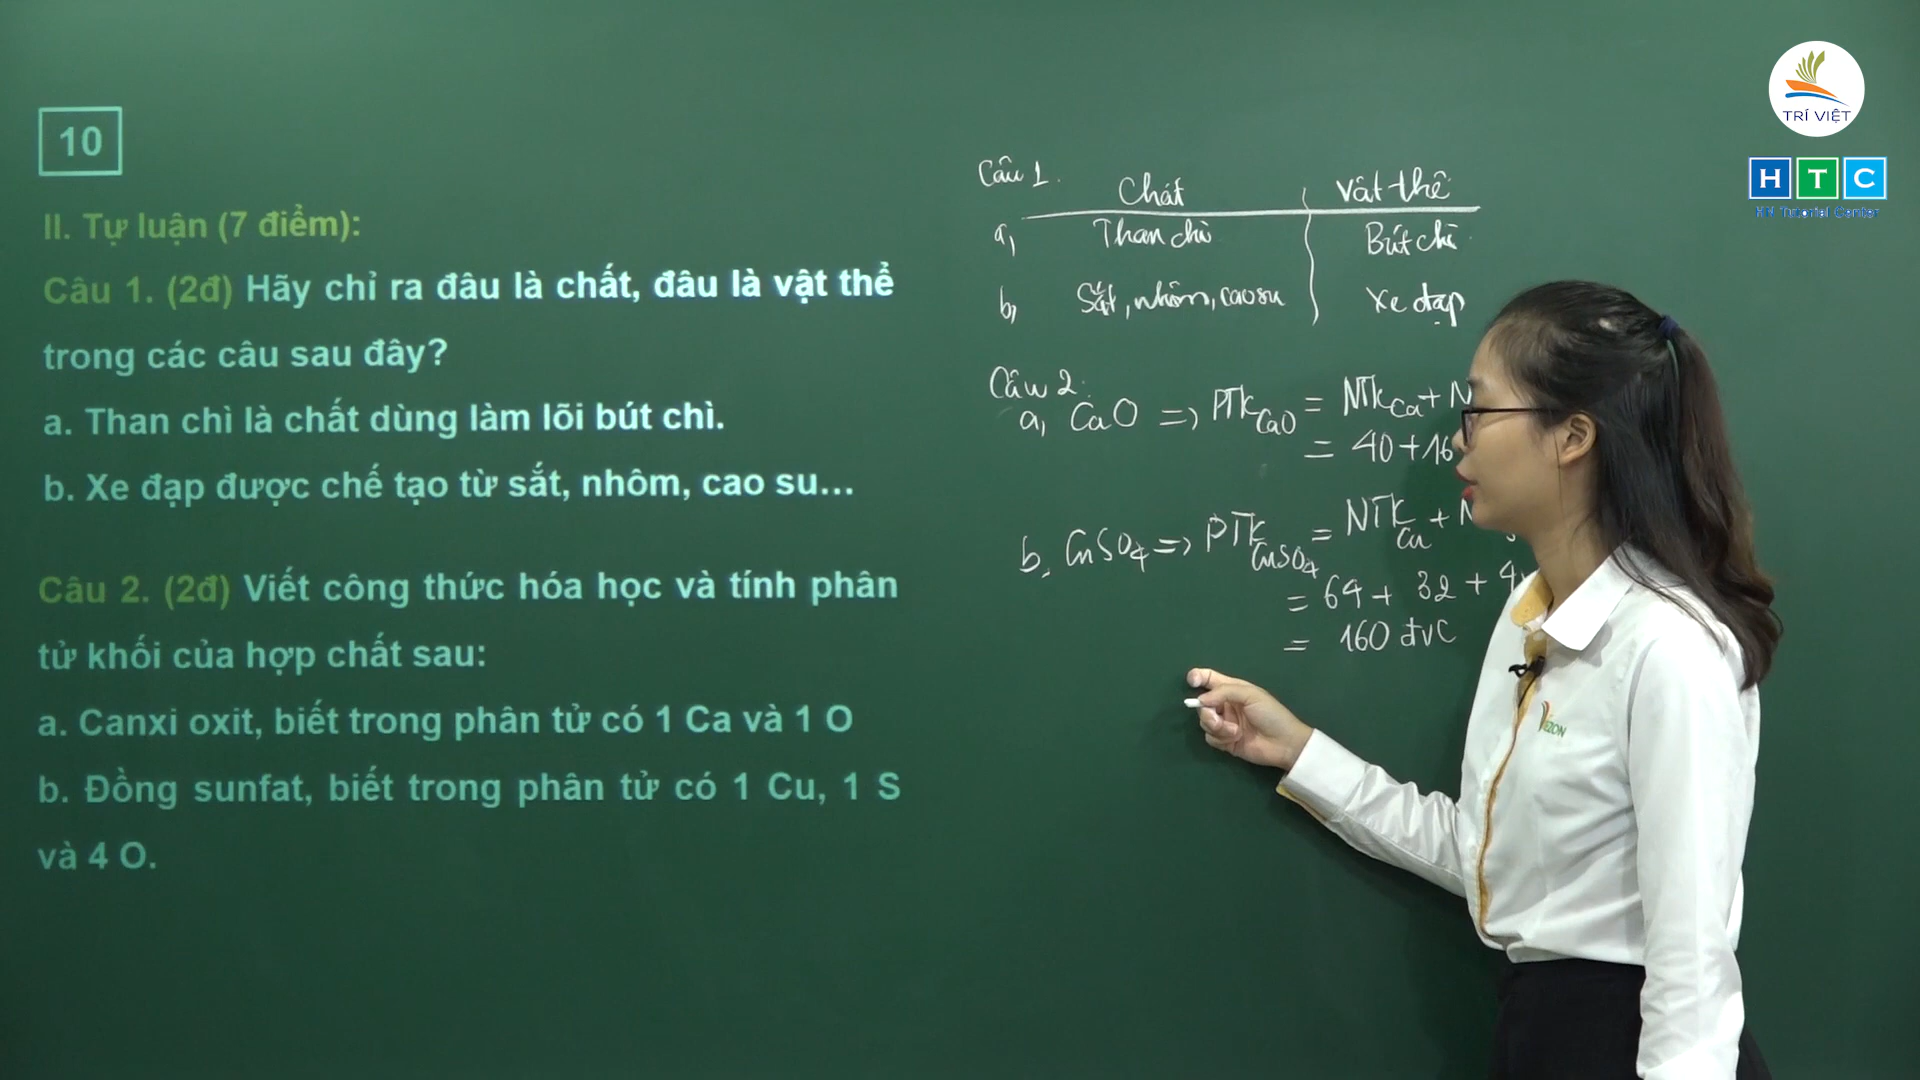 10
II. Tự luận (7 điểm):
Câu 1. (2đ) Hãy chỉ ra đâu là chất, đâu là vật thể
trong các câu sau đây?
a. Than chì là chất dùng làm lõi bút chì.
b. Xe đạp được chế tạo từ sắt, nhôm, cao su...
Câu 2. (2đ) Viết công thức hóa học và tính phân
tử khối của hợp chất sau:
a. Canxi oxit, biết trong phân tử có 1 Ca và 1 O
b. Đồng sunfat, biết trong phân tử có 1 Cu, 1 S
và 4 O.
Câu 1.
Chất Vật thể
a, Than chì Bút chì
b, Sắt, nhôm, cao su Xe đạp
Câu 2:
a, CaO => PTK CaO = NTK Ca + N
= 40 + 16
b, CuSO4 => PTK CuSO4 = NTK Cu + N
= 64 + 32 + 4
= 160 đvC
TRÍ VIỆT
HTC
HN Tutorial Center
VIZON